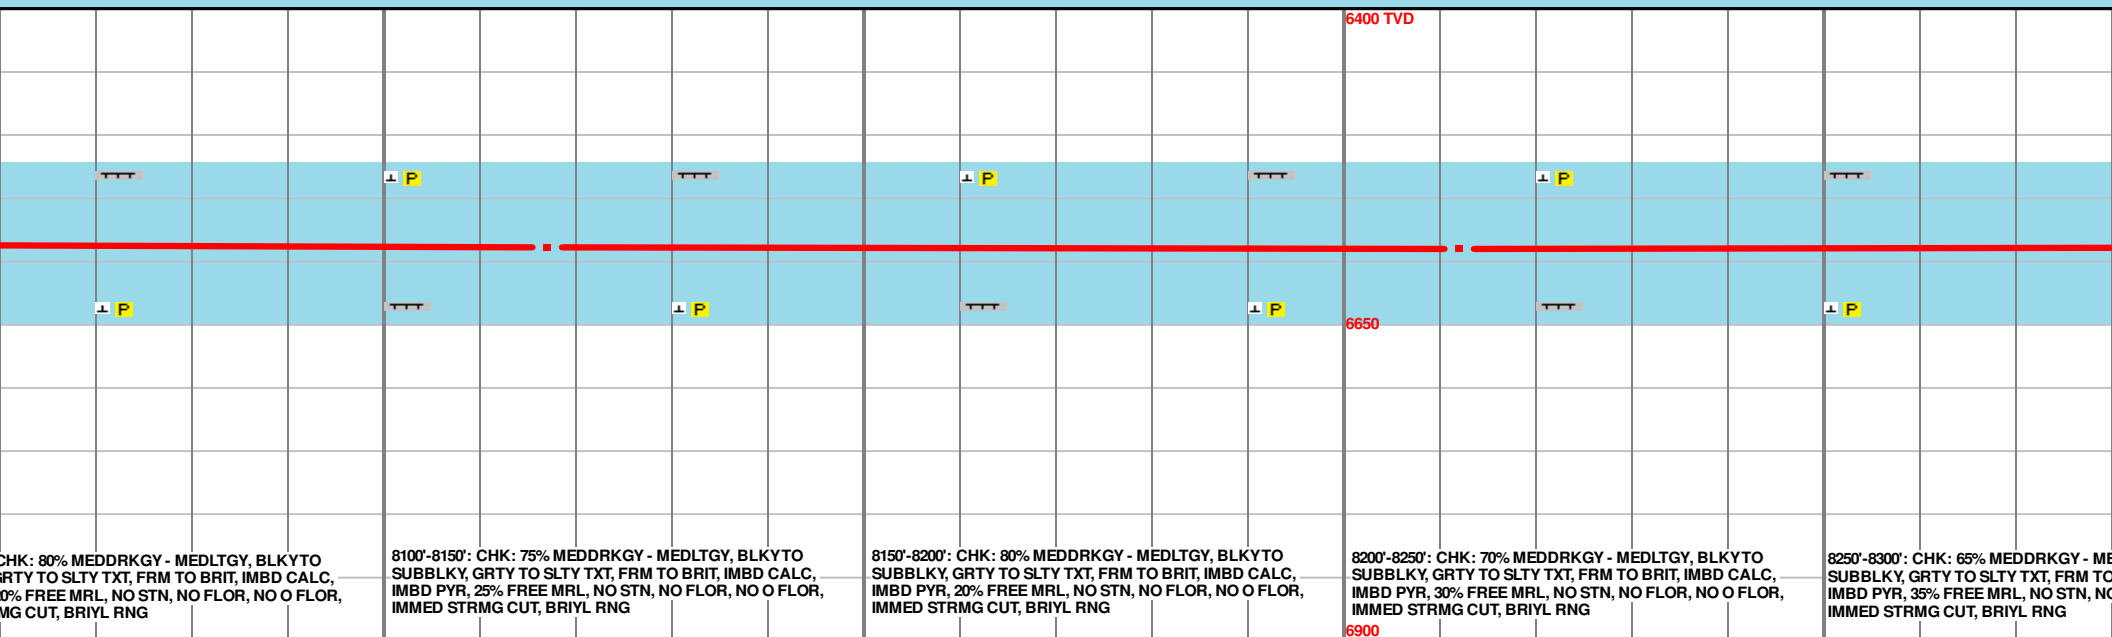 6400 TVD
P
P
P
P
P
P
P
6650
CHK: 80% MEDDRKGY - MEDLTGY, BLKYTO
GRTY TO SLTY TXT, FRM TO BRIT, IMBD CALC,
20% FREE MRL, NO STN, NO FLOR, NO O FLOR,
MG CUT, BRIYL RNG
8100'-8150': CHK: 75% MEDDRKGY - MEDLTGY, BLKYTO
SUBBLKY, GRTY TO SLTY TXT, FRM TO BRIT, IMBD CALC,
IMBD PYR, 25% FREE MRL, NO STN, NO FLOR, NO O FLOR,
IMMED STRMG CUT, BRIYL RNG
8150'-8200': CHK: 80% MEDDRKGY - MEDLTGY, BLKYTO
SUBBLKY, GRTY TO SLTY TXT, FRM TO BRIT, IMBD CALC,
IMBD PYR, 20% FREE MRL, NO STN, NO FLOR, NO O FLOR,
IMMED STRMG CUT, BRIYL RNG
8200'-8250': CHK: 70% MEDDRKGY - MEDLTGY, BLKYTO
SUBBLKY, GRTY TO SLTY TXT, FRM TO BRIT, IMBD CALC,
IMBD PYR, 30% FREE MRL, NO STN, NO FLOR, NO O FLOR,
IMMED STRMG CUT, BRIYL RNG
8250'-8300': CHK: 65% MEDDRKGY - ME
SUBBLKY, GRTY TO SLTY TXT, FRM TO
IMBD PYR, 35% FREE MRL, NO STN, NO
IMMED STRMG CUT, BRIYL RNG
6900